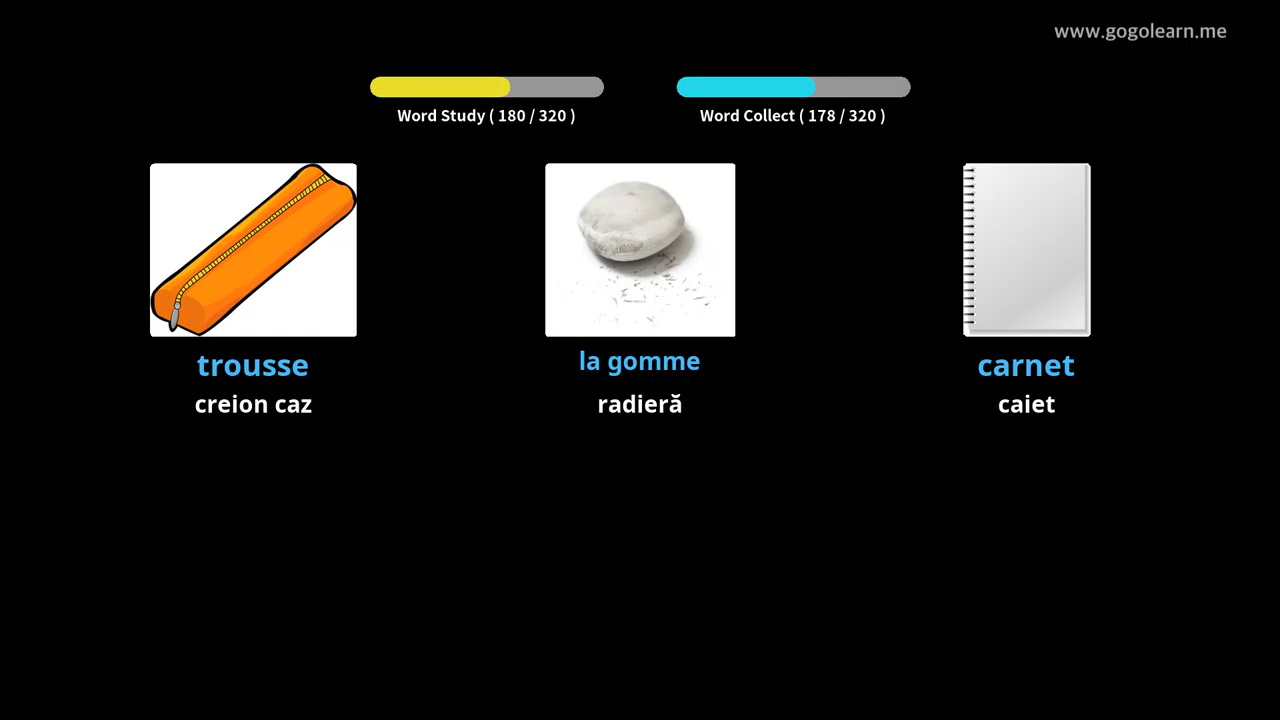 www.gogolearn.me
Word Study ( 180 / 320 )
Word Collect ( 178 / 320 )
trousse
la gomme
carnet
creion caz
radieră
caiet